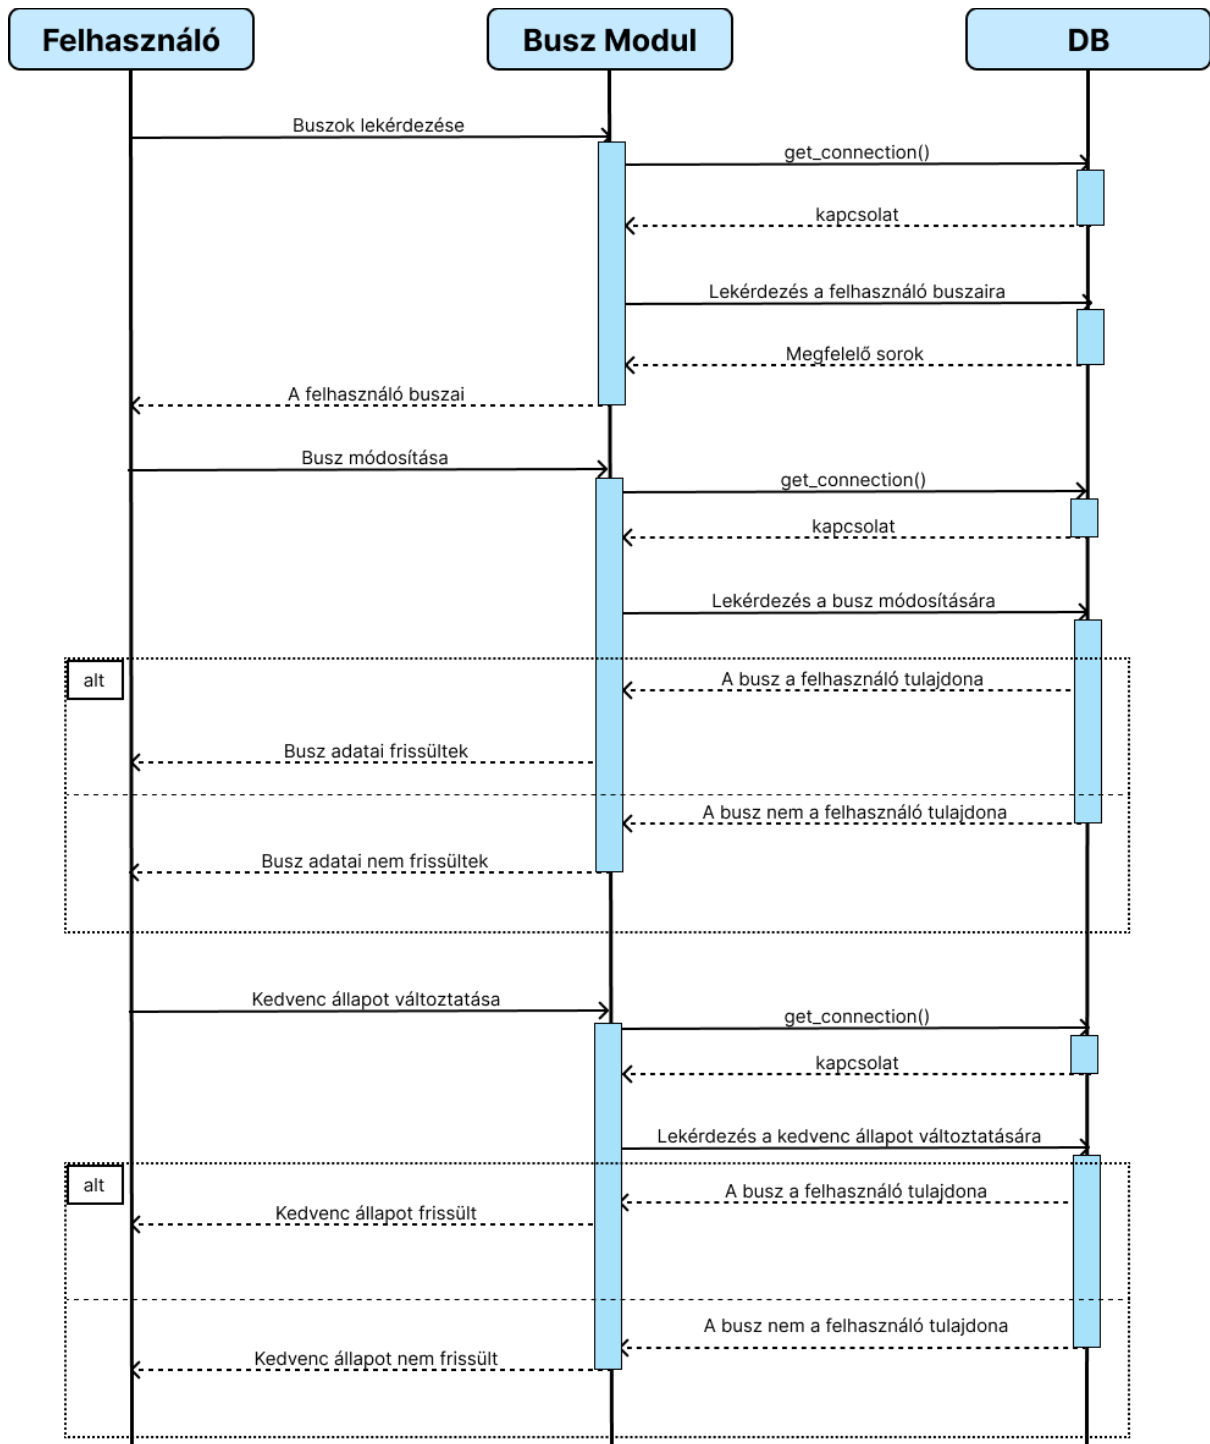 Felhasználó
Busz Modul
DB
Buszok lekérdezése
get_connection()
kapcsolat
Lekérdezés a felhasználó buszaira
Megfelelő sorok
A felhasználó buszai
Busz módosítása
get_connection()
kapcsolat
Lekérdezés a busz módosítására
alt
A busz a felhasználó tulajdona
Busz adatai frissültek
A busz nem a felhasználó tulajdona
Busz adatai nem frissültek
Kedvenc állapot változtatása
get_connection()
kapcsolat
Lekérdezés a kedvenc állapot változtatására
alt
A busz a felhasználó tulajdona
Kedvenc állapot frissült
A busz nem a felhasználó tulajdona
Kedvenc állapot nem frissült